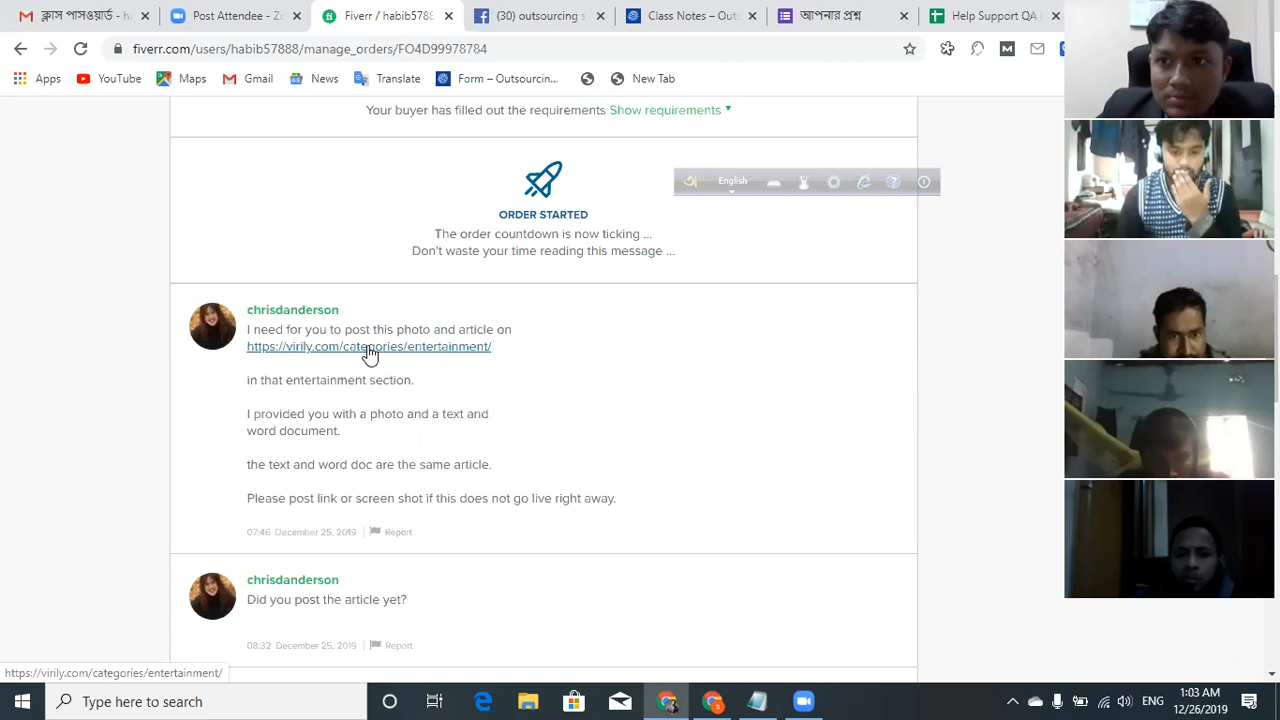 ক্লাস পাসওয়ার্ড -
Post Attendee - Zo
Fiverr / habib5788
(30) outsourcing s
Class Notes – Outs
আপনার প্রশ্ন
Help Support QA
fiverr.com/users/habib57888/manage_orders/FO4D99978784
Apps
YouTube
Maps
Gmail
News
Translate
Form – Outsourcin...
New Tab
Your buyer has filled out the requirements Show requirements
English
ORDER STARTED
The order countdown is now ticking ...
Don't waste your time reading this message ...
chrisdanderson
I need for you to post this photo and article on
https://virily.com/categories/entertainment/
in that entertainment section.
I provided you with a photo and a text and
word document.
the text and word doc are the same article.
Please post link or screen shot if this does not go live right away.
07:46 December 25, 2019 | Report
chrisdanderson
Did you post the article yet?
08:32 December 25, 2019 | Report
https://virily.com/categories/entertainment/
Type here to search
ENG
1:03 AM
12/26/2019